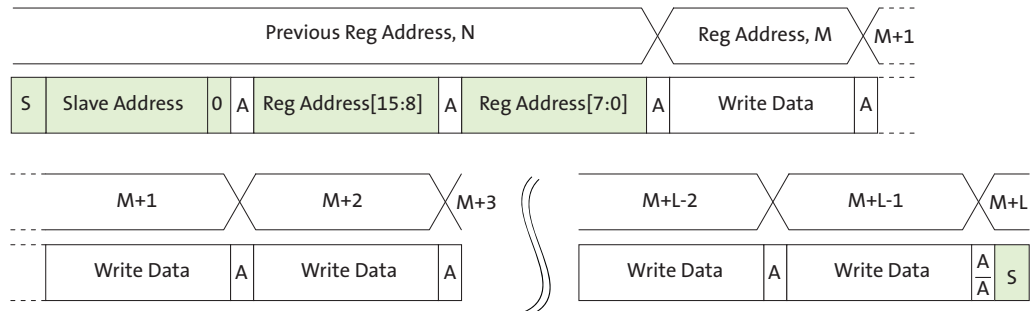 Previous Reg Address, N Reg Address, M M+1
S Slave Address 0 A Reg Address[15:8] A Reg Address[7:0] A Write Data A
M+1 M+2 M+3 M+L-2 M+L-1 M+L
Write Data A Write Data A Write Data A Write Data A S
A